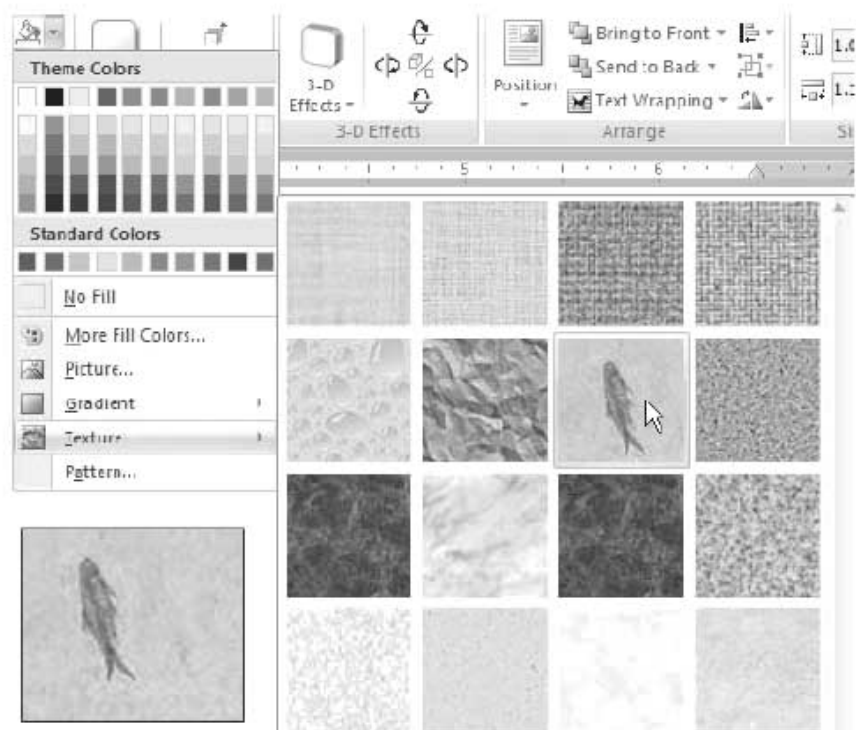 Theme Colors
Standard Colors
No Fill
More Fill Colors...
Picture...
Gradient
Texture
Pattern...
3-D
Effects
3-D Effects
Position
Bring to Front
Send to Back
Text Wrapping
Arrange
5
6